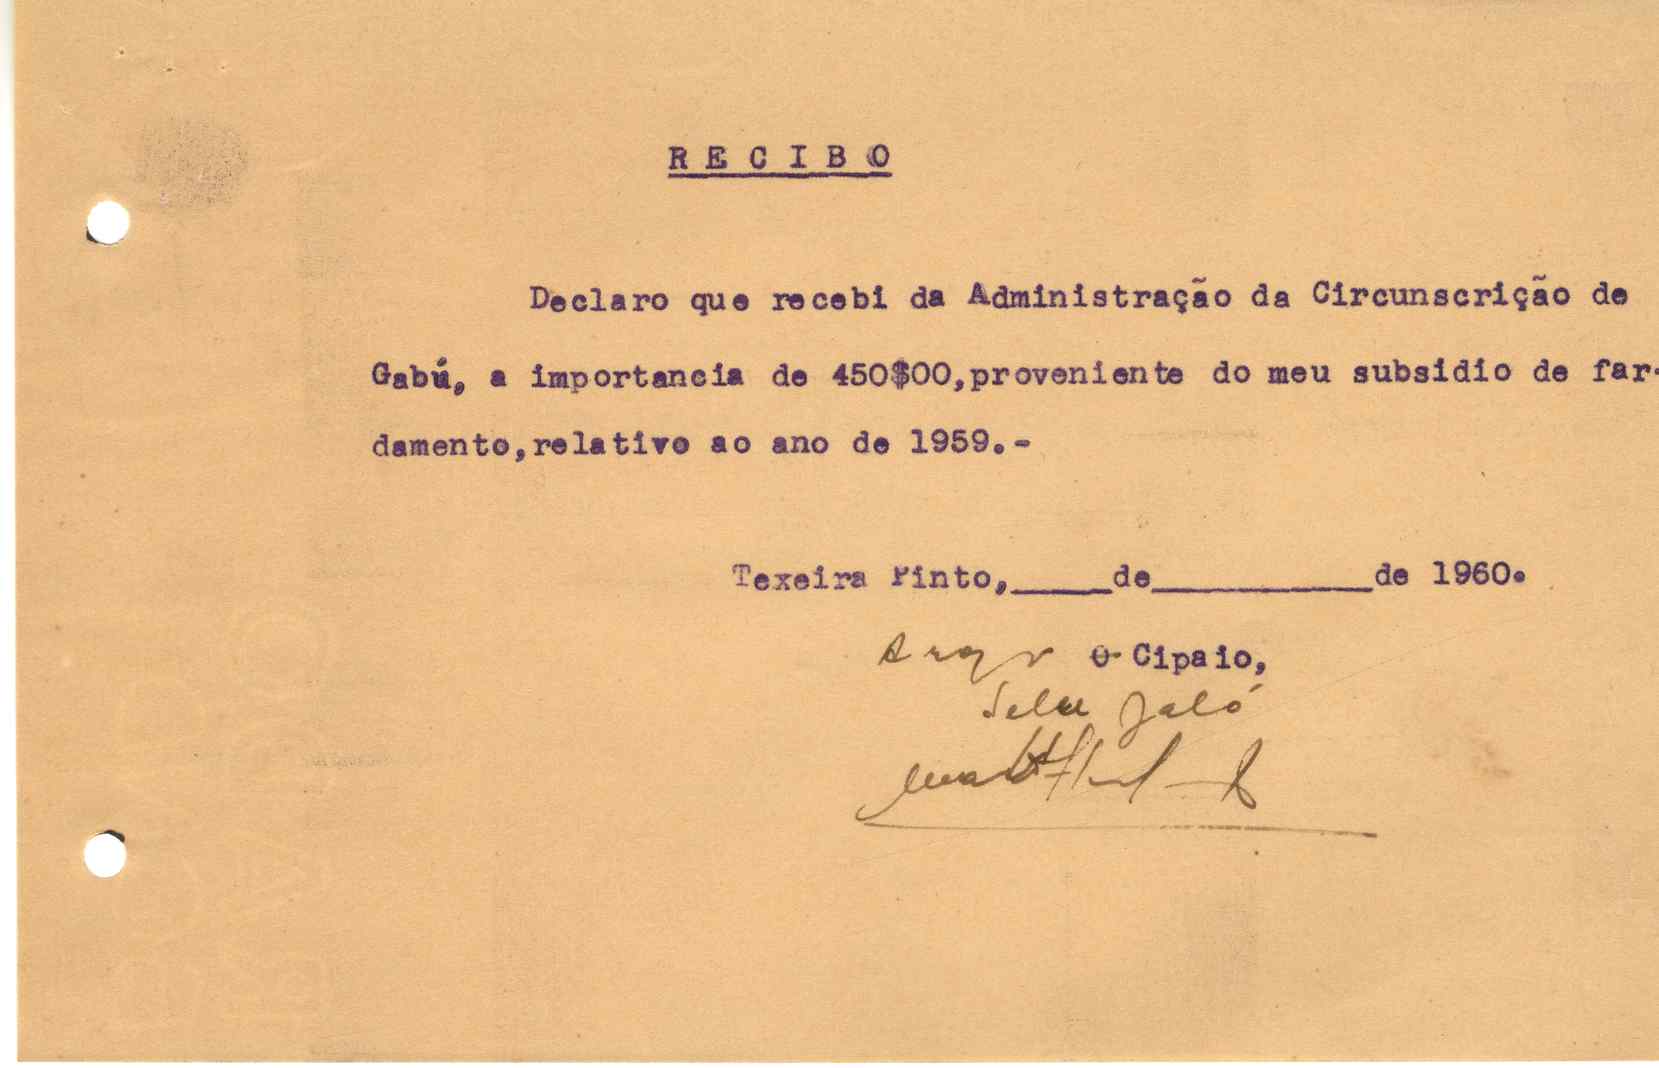 R E C I B O
Declaro que recebi da Administração da Circunscrição de
Gabú, a importancia de 450$00,proveniente do meu subsidio de far-
damento,relativo ao ano de 1959.-
Texeira Pinto,____de__________de 1960.
O Cipaio,
Jaló